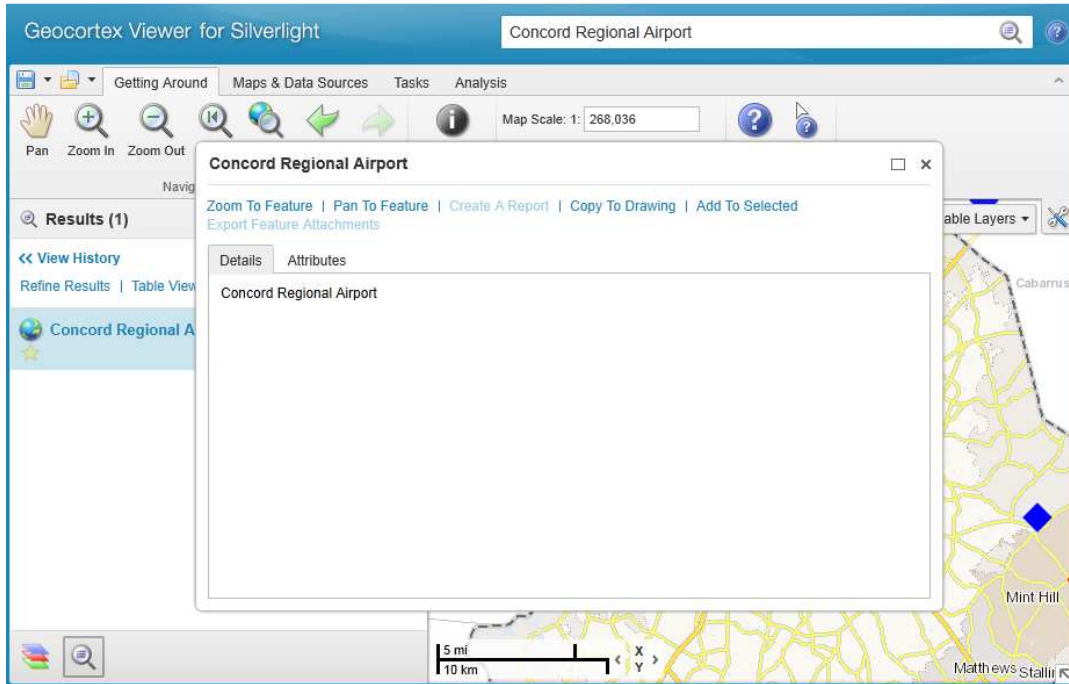 Geocortex Viewer for Silverlight
Concord Regional Airport
Getting Around Maps & Data Sources Tasks Analysis
Map Scale: 1: 268,036
Pan Zoom In Zoom Out
Navig
Concord Regional Airport
Zoom To Feature | Pan To Feature | Create A Report | Copy To Drawing | Add To Selected
Export Feature Attachments
Results (1)
able Layers
View History
Refine Results | Table View
Details Attributes
Concord Regional Airport
Concord Regional A
Cabarrus
Mint Hill
5 mi
10 km
X
Y
Matthews Stallin